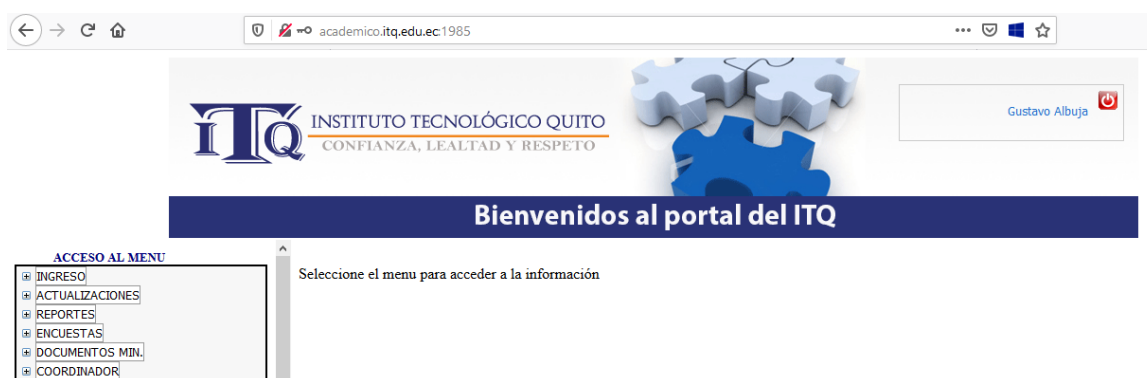 academico.itq.edu.ec:1985
ITQ
INSTITUTO TECNOLÓGICO QUITO
CONFIANZA, LEALTAD Y RESPETO
Gustavo Albuja
Bienvenidos al portal del ITQ
ACCESO AL MENU
INGRESO
ACTUALIZACIONES
REPORTES
ENCUESTAS
DOCUMENTOS MIN.
COORDINADOR
Seleccione el menu para acceder a la información